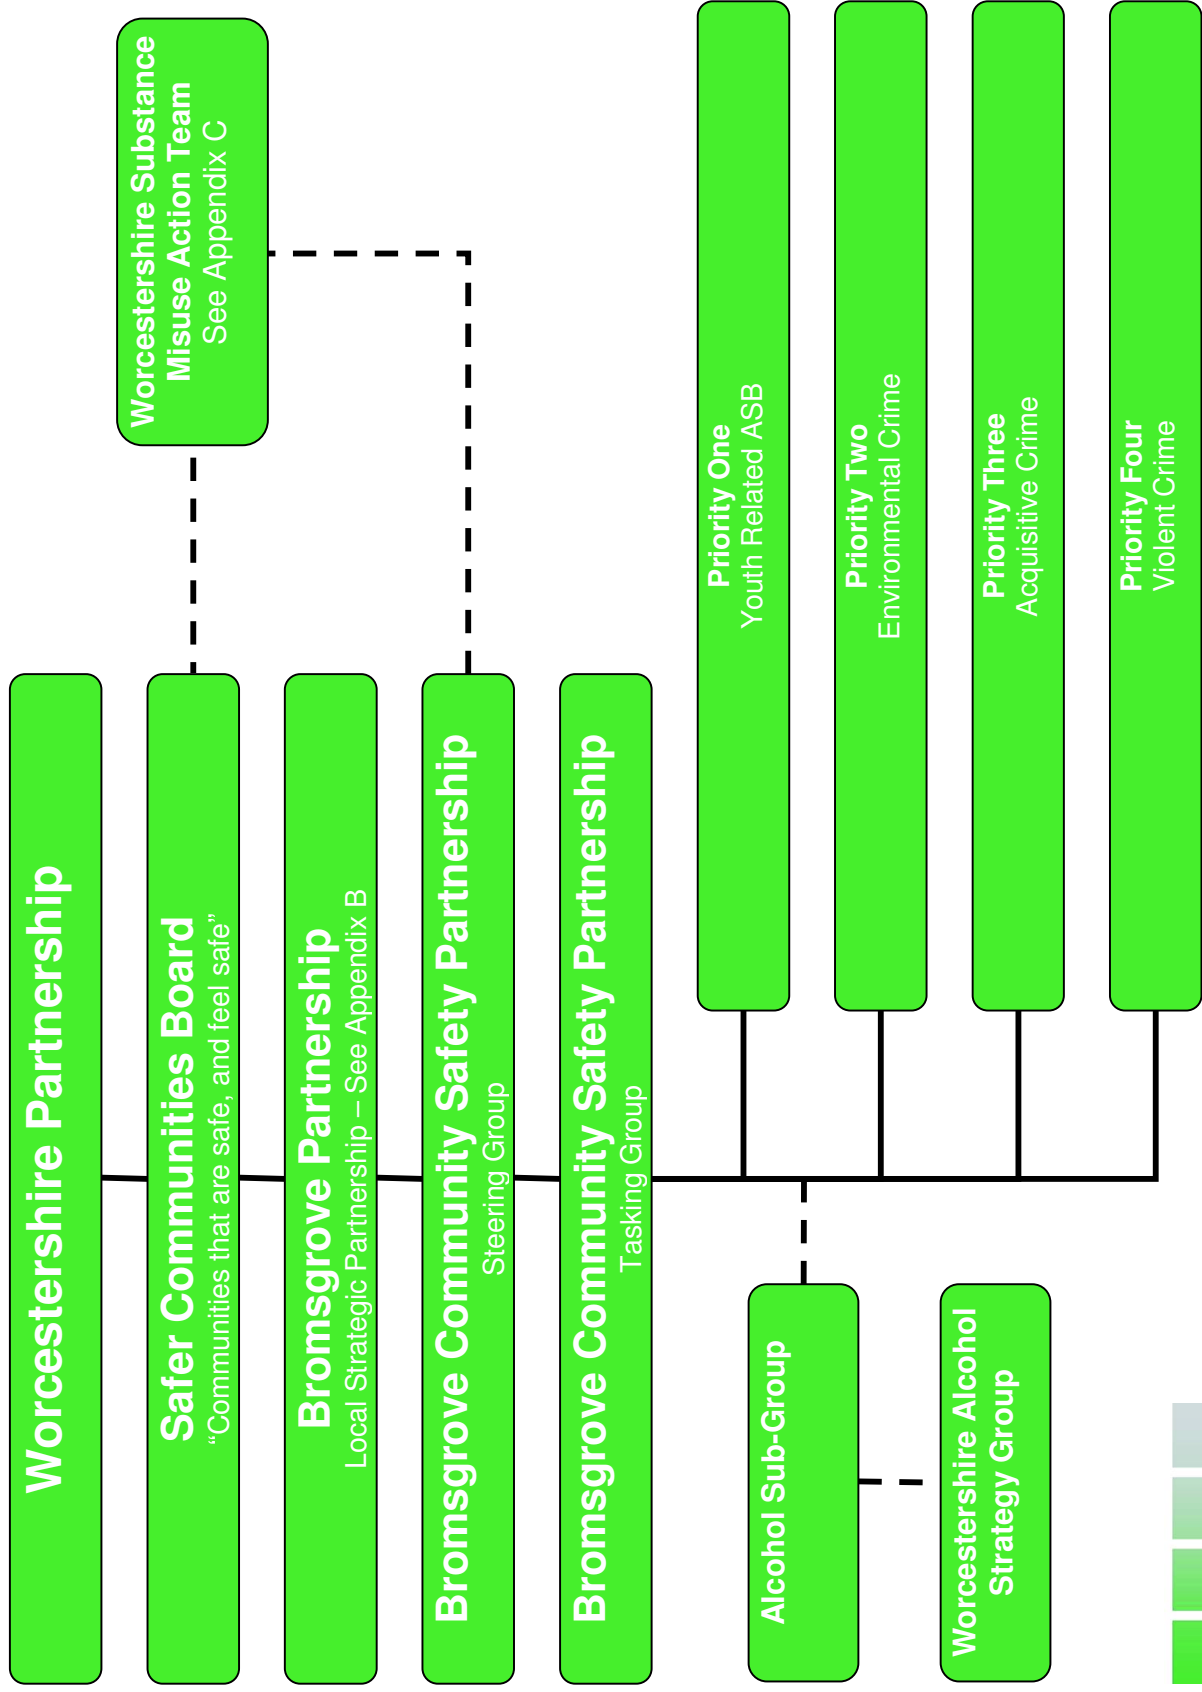 Worcestershire Partnership
Safer Communities Board
“Communities that are safe, and feel safe”
Worcestershire Substance
Misuse Action Team
See Appendix C
Bromsgrove Partnership
Local Strategic Partnership – See Appendix B
Bromsgrove Community Safety Partnership
Steering Group
Bromsgrove Community Safety Partnership
Tasking Group
Priority One
Youth Related ASB
Alcohol Sub-Group
Priority Two
Environmental Crime
Worcestershire Alcohol
Strategy Group
Priority Three
Acquisitive Crime
Priority Four
Violent Crime